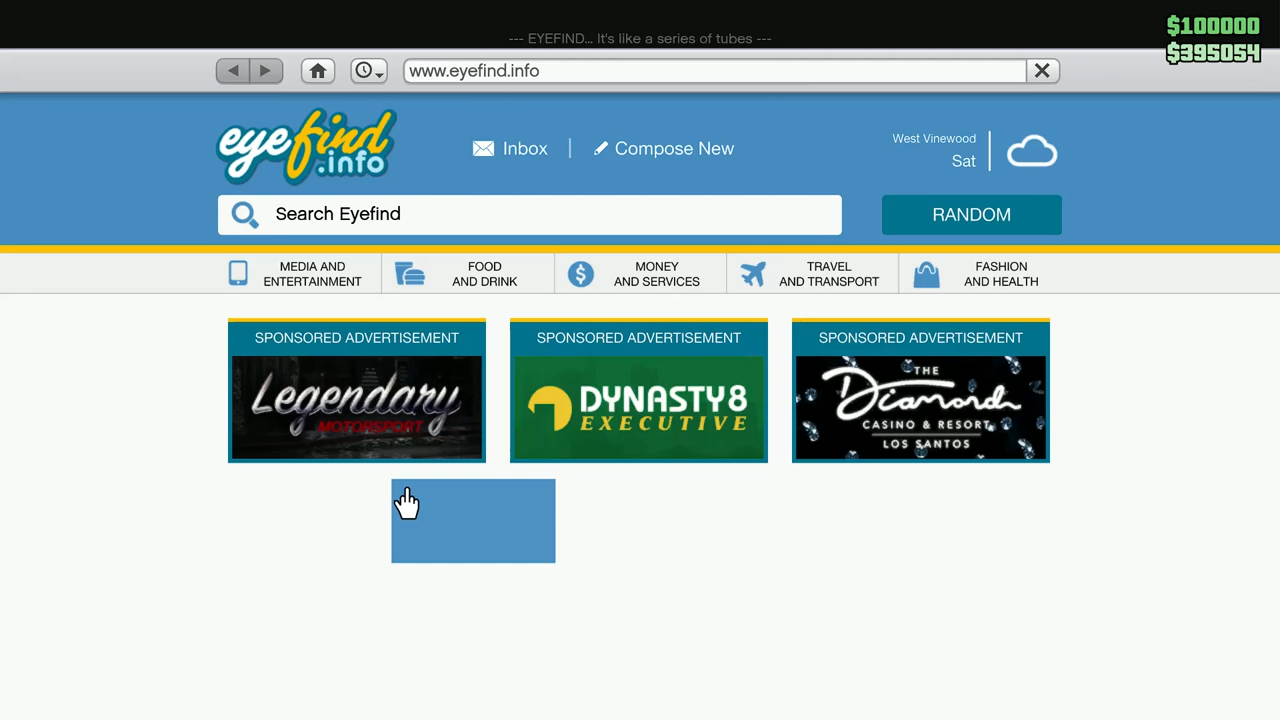 --- EYEFIND... It's like a series of tubes ---
$100000
$395054
www.eyefind.info
eyefind
.info
Inbox
Compose New
West Vinewood
Sat
Search Eyefind
RANDOM
MEDIA AND
ENTERTAINMENT
FOOD
AND DRINK
MONEY
AND SERVICES
TRAVEL
AND TRANSPORT
FASHION
AND HEALTH
SPONSORED ADVERTISEMENT
Legendary
MOTORSPORT
SPONSORED ADVERTISEMENT
DYNASTY8
EXECUTIVE
SPONSORED ADVERTISEMENT
THE
Diamond
CASINO & RESORT
LOS SANTOS